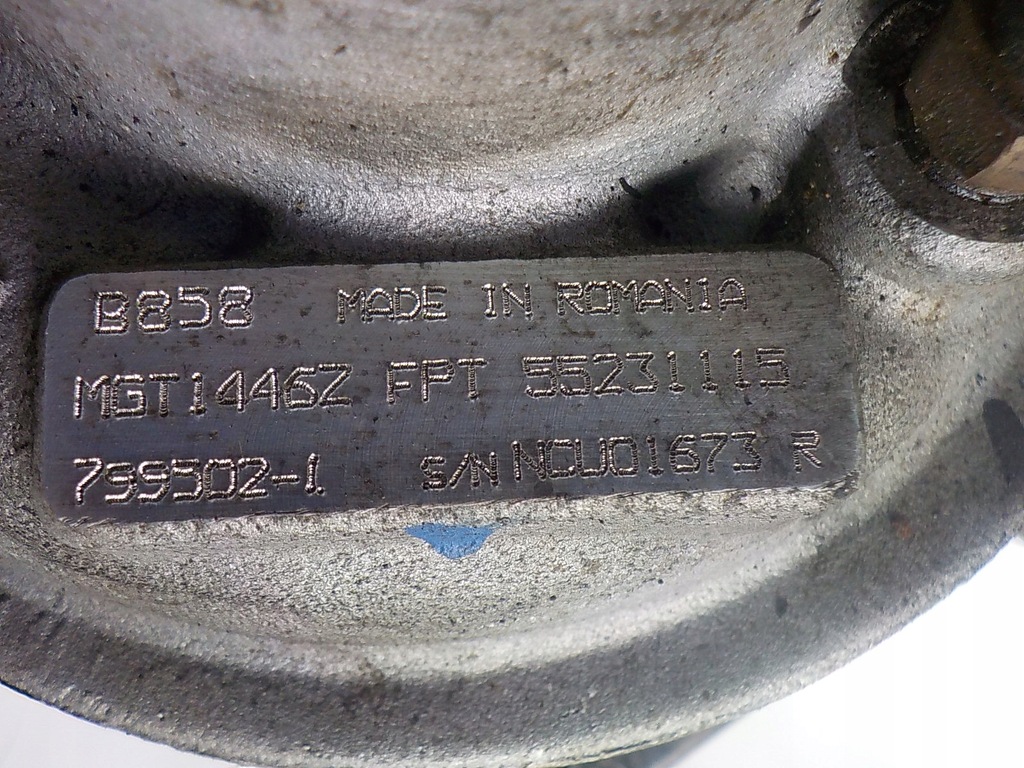 B858 MADE IN ROMANIA
MGT1446Z FPT 55231115
799502-1 S/N NCU01673 R